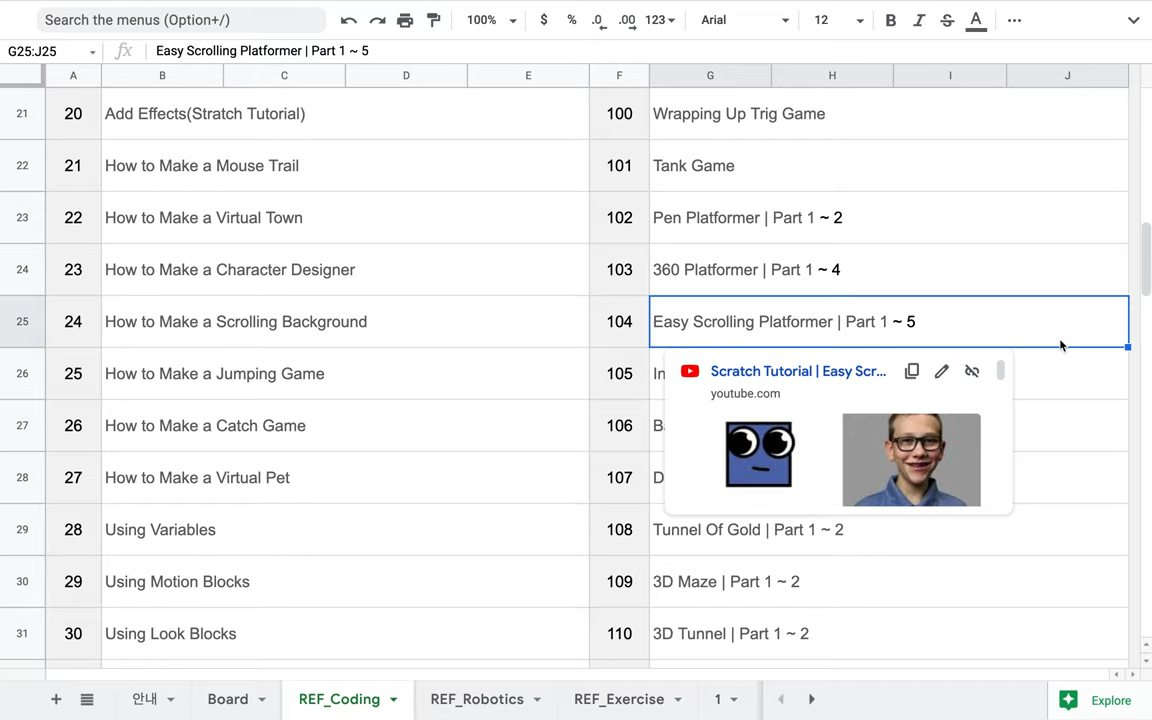 Search the menus (Option+/)
100%
$ % .0 .00 123
Arial
12
B I S A
G25:J25
fx
Easy Scrolling Platformer | Part 1 ~ 5
A B C D E F G H I J
21 20 Add Effects(Stratch Tutorial) 100 Wrapping Up Trig Game
22 21 How to Make a Mouse Trail 101 Tank Game
23 22 How to Make a Virtual Town 102 Pen Platformer | Part 1 ~ 2
24 23 How to Make a Character Designer 103 360 Platformer | Part 1 ~ 4
25 24 How to Make a Scrolling Background 104 Easy Scrolling Platformer | Part 1 ~ 5
26 25 How to Make a Jumping Game 105
Scratch Tutorial | Easy Scr...
youtube.com
27 26 How to Make a Catch Game 106
28 27 How to Make a Virtual Pet 107
29 28 Using Variables 108 Tunnel Of Gold | Part 1 ~ 2
30 29 Using Motion Blocks 109 3D Maze | Part 1 ~ 2
31 30 Using Look Blocks 110 3D Tunnel | Part 1 ~ 2
안내 Board REF_Coding REF_Robotics REF_Exercise 1
Explore